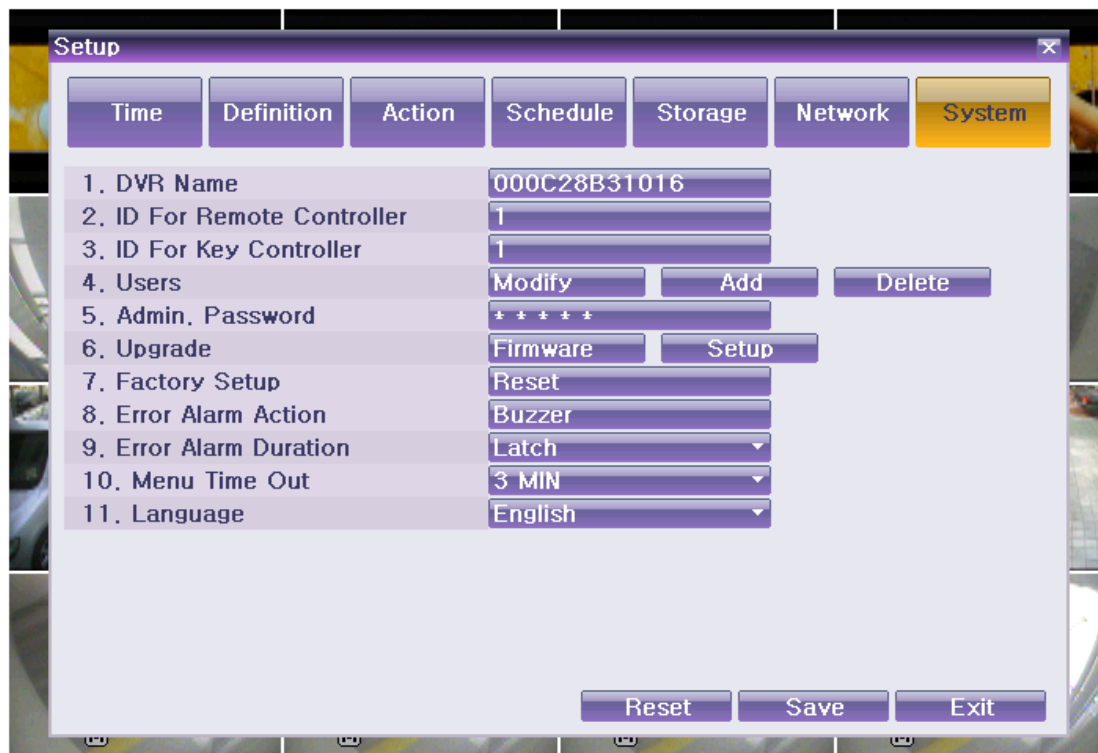 Setup
Time Definition Action Schedule Storage Network System
1. DVR Name 000C28B31016
2. ID For Remote Controller 1
3. ID For Key Controller 1
4. Users Modify Add Delete
5. Admin. Password * * * * *
6. Upgrade Firmware Setup
7. Factory Setup Reset
8. Error Alarm Action Buzzer
9. Error Alarm Duration Latch
10. Menu Time Out 3 MIN
11. Language English
Reset Save Exit